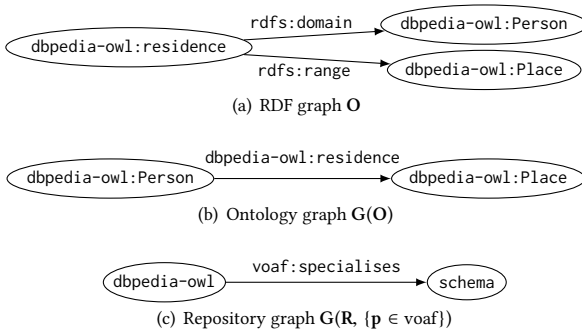 rdfs:domain
dbpedia-owl:Person
dbpedia-owl:residence
rdfs:range
dbpedia-owl:Place
(a) RDF graph O
dbpedia-owl:residence
dbpedia-owl:Person
dbpedia-owl:Place
(b) Ontology graph G(O)
voaf:specialises
dbpedia-owl
schema
(c) Repository graph G(R, {p ∈ voaf})